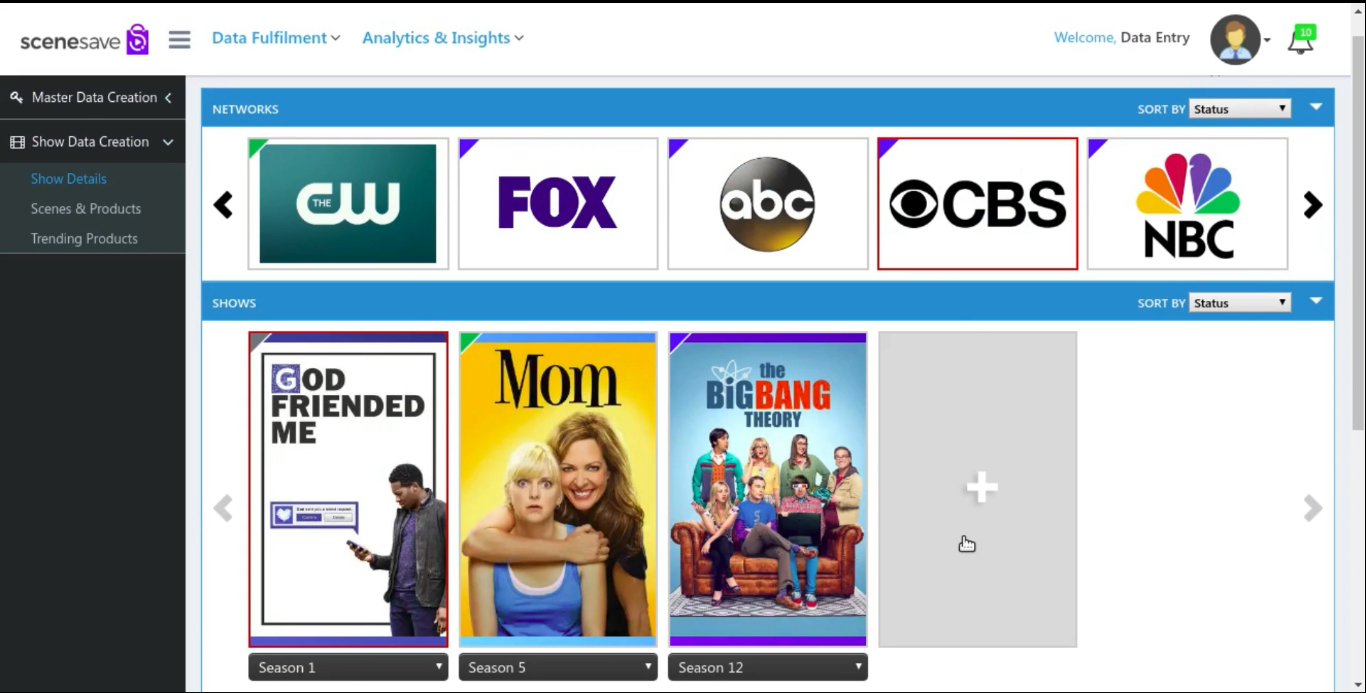 scenesave
Data Fulfilment
Analytics & Insights
Welcome, Data Entry
10
Master Data Creation
Show Data Creation
Show Details
Scenes & Products
Trending Products
NETWORKS
SORT BY Status
THE CW
FOX
abc
CBS
NBC
SHOWS
SORT BY Status
GOD
FRIENDED
ME
Mom
the
BiGBANG
THEORY
+
Season 1
Season 5
Season 12